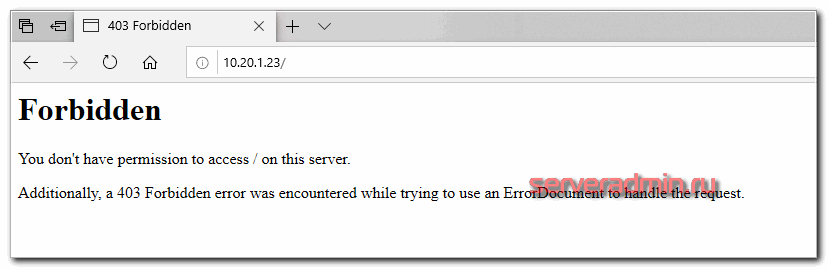 403 Forbidden
10.20.1.23/
Forbidden
You don't have permission to access / on this server.
serveradmin.ru
Additionally, a 403 Forbidden error was encountered while trying to use an ErrorDocument to handle the request.